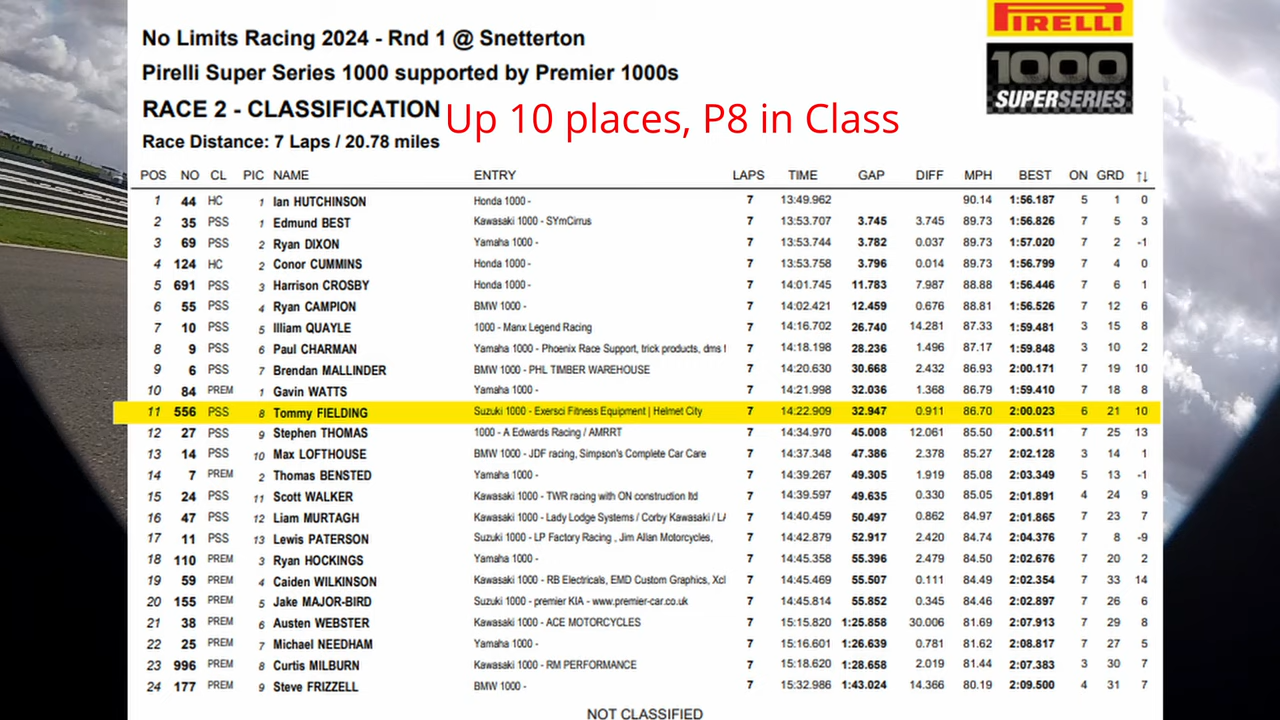 PIRELLI
1000
SUPERSERIES
No Limits Racing 2024 - Rnd 1 @ Snetterton
Pirelli Super Series 1000 supported by Premier 1000s
RACE 2 - CLASSIFICATION Up 10 places, P8 in Class
Race Distance: 7 Laps / 20.78 miles
POS NO CL PIC NAME ENTRY LAPS TIME GAP DIFF MPH BEST ON GRD ↑↓
1 44 HC 1 Ian HUTCHINSON Honda 1000 - 7 13:49.962 90.14 1:56.187 5 1 0
2 35 PSS 1 Edmund BEST Kawasaki 1000 - SYmCirrus 7 13:53.707 3.745 3.745 89.73 1:56.826 7 5 3
3 69 PSS 2 Ryan DIXON Yamaha 1000 - 7 13:53.744 3.782 0.037 89.73 1:57.020 7 2 -1
4 124 HC 2 Conor CUMMINS Honda 1000 - 7 13:53.758 3.796 0.014 89.73 1:56.799 7 4 0
5 691 PSS 3 Harrison CROSBY Honda 1000 - 7 14:01.745 11.783 7.987 88.88 1:56.446 7 6 1
6 55 PSS 4 Ryan CAMPION BMW 1000 - 7 14:02.421 12.459 0.676 88.81 1:56.526 7 12 6
7 10 PSS 5 Illiam QUAYLE 1000 - Manx Legend Racing 7 14:16.702 26.740 14.281 87.33 1:59.481 3 15 8
8 9 PSS 6 Paul CHARMAN Yamaha 1000 - Phoenix Race Support, trick products, dms t 7 14:18.198 28.236 1.496 87.17 1:59.848 3 10 2
9 6 PSS 7 Brendan MALLINDER BMW 1000 - PHL TIMBER WAREHOUSE 7 14:20.630 30.668 2.432 86.93 2:00.171 7 19 10
10 84 PREM 1 Gavin WATTS Yamaha 1000 - 7 14:21.998 32.036 1.368 86.79 1:59.410 7 18 8
11 556 PSS 8 Tommy FIELDING Suzuki 1000 - Exersci Fitness Equipment | Helmet City 7 14:22.909 32.947 0.911 86.70 2:00.023 6 21 10
12 27 PSS 9 Stephen THOMAS 1000 - A Edwards Racing / AMRRT 7 14:34.970 45.008 12.061 85.50 2:00.511 7 25 13
13 14 PSS 10 Max LOFTHOUSE BMW 1000 - JDF racing, Simpson's Complete Car Care 7 14:37.348 47.386 2.378 85.27 2:02.128 3 14 1
14 7 PREM 2 Thomas BENSTED Yamaha 1000 - 7 14:39.267 49.305 1.919 85.08 2:03.349 5 13 -1
15 24 PSS 11 Scott WALKER Kawasaki 1000 - TWR racing with ON construction ltd 7 14:39.597 49.635 0.330 85.05 2:01.891 4 24 9
16 47 PSS 12 Liam MURTAGH Kawasaki 1000 - Lady Lodge Systems / Corby Kawasaki / LA 7 14:40.459 50.497 0.862 84.97 2:01.865 7 23 7
17 11 PSS 13 Lewis PATERSON Suzuki 1000 - LP Factory Racing , Jim Allan Motorcycles, 7 14:42.879 52.917 2.420 84.74 2:04.376 7 8 -9
18 110 PREM 3 Ryan HOCKINGS Yamaha 1000 - 7 14:45.358 55.396 2.479 84.50 2:02.676 7 20 2
19 59 PREM 4 Caiden WILKINSON Kawasaki 1000 - RB Electricals, EMD Custom Graphics, Xcl 7 14:45.469 55.507 0.111 84.49 2:02.354 7 33 14
20 155 PREM 5 Jake MAJOR-BIRD Suzuki 1000 - premier KIA - www.premier-car.co.uk 7 14:45.814 55.852 0.345 84.46 2:02.897 7 26 6
21 38 PREM 6 Austen WEBSTER Kawasaki 1000 - ACE MOTORCYCLES 7 15:15.820 1:25.858 30.006 81.69 2:07.913 7 29 8
22 25 PREM 7 Michael NEEDHAM Yamaha 1000 - 7 15:16.601 1:26.639 0.781 81.62 2:08.817 7 27 5
23 996 PREM 8 Curtis MILBURN Kawasaki 1000 - RM PERFORMANCE 7 15:18.620 1:28.658 2.019 81.44 2:07.383 3 30 7
24 177 PREM 9 Steve FRIZZELL BMW 1000 - 7 15:32.986 1:43.024 14.366 80.19 2:09.500 4 31 7
NOT CLASSIFIED